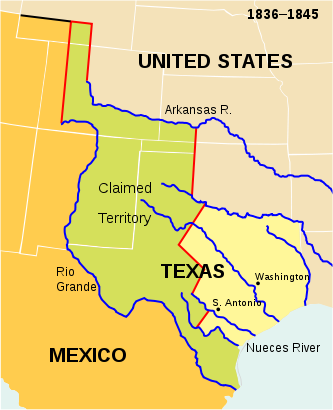 1836–1845
UNITED STATES
Arkansas R.
Claimed
Territory
Rio
Grande
TEXAS
Washington
S. Antonio
Nueces River
MEXICO